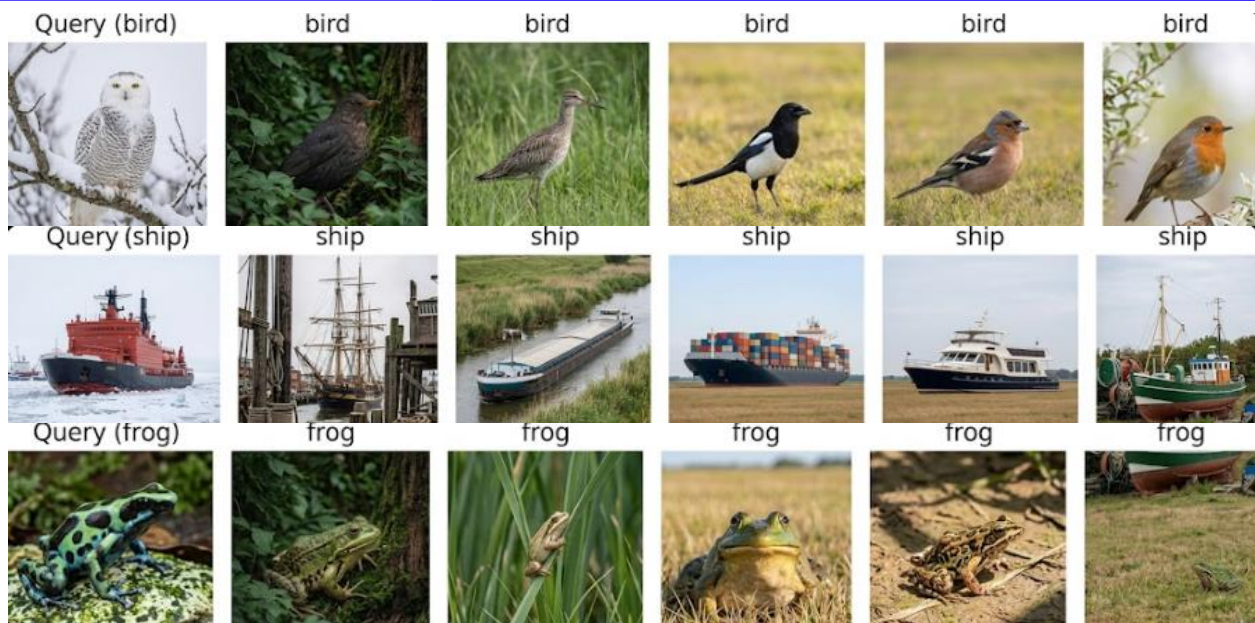 Query (bird) bird bird bird bird bird
Query (ship) ship ship ship ship ship
Query (frog) frog frog frog frog frog